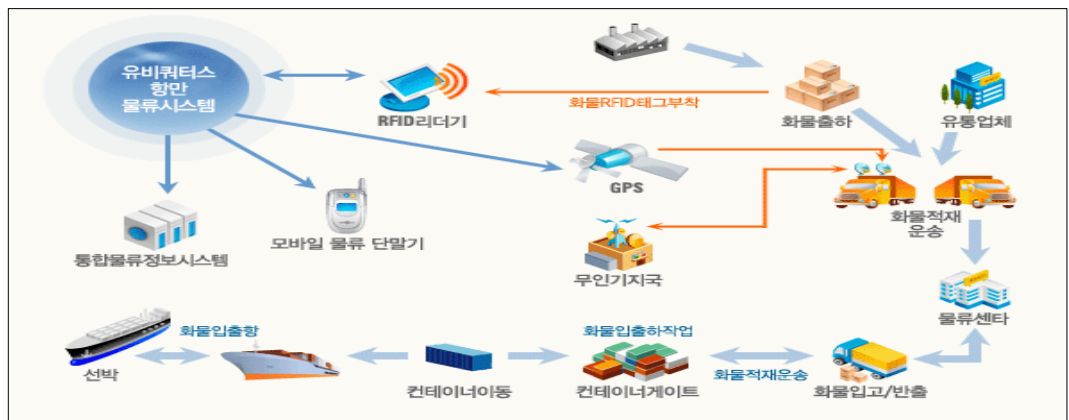 유비쿼터스
항만
물류시스템
RFID리더기
화물RFID태그부착
화물출하
유통업체
GPS
화물적재
운송
통합물류정보시스템
모바일 물류 단말기
무인기지국
물류센타
선박
화물입출항
컨테이너이동
화물입출하작업
컨테이너게이트
화물적재운송
화물입고/반출